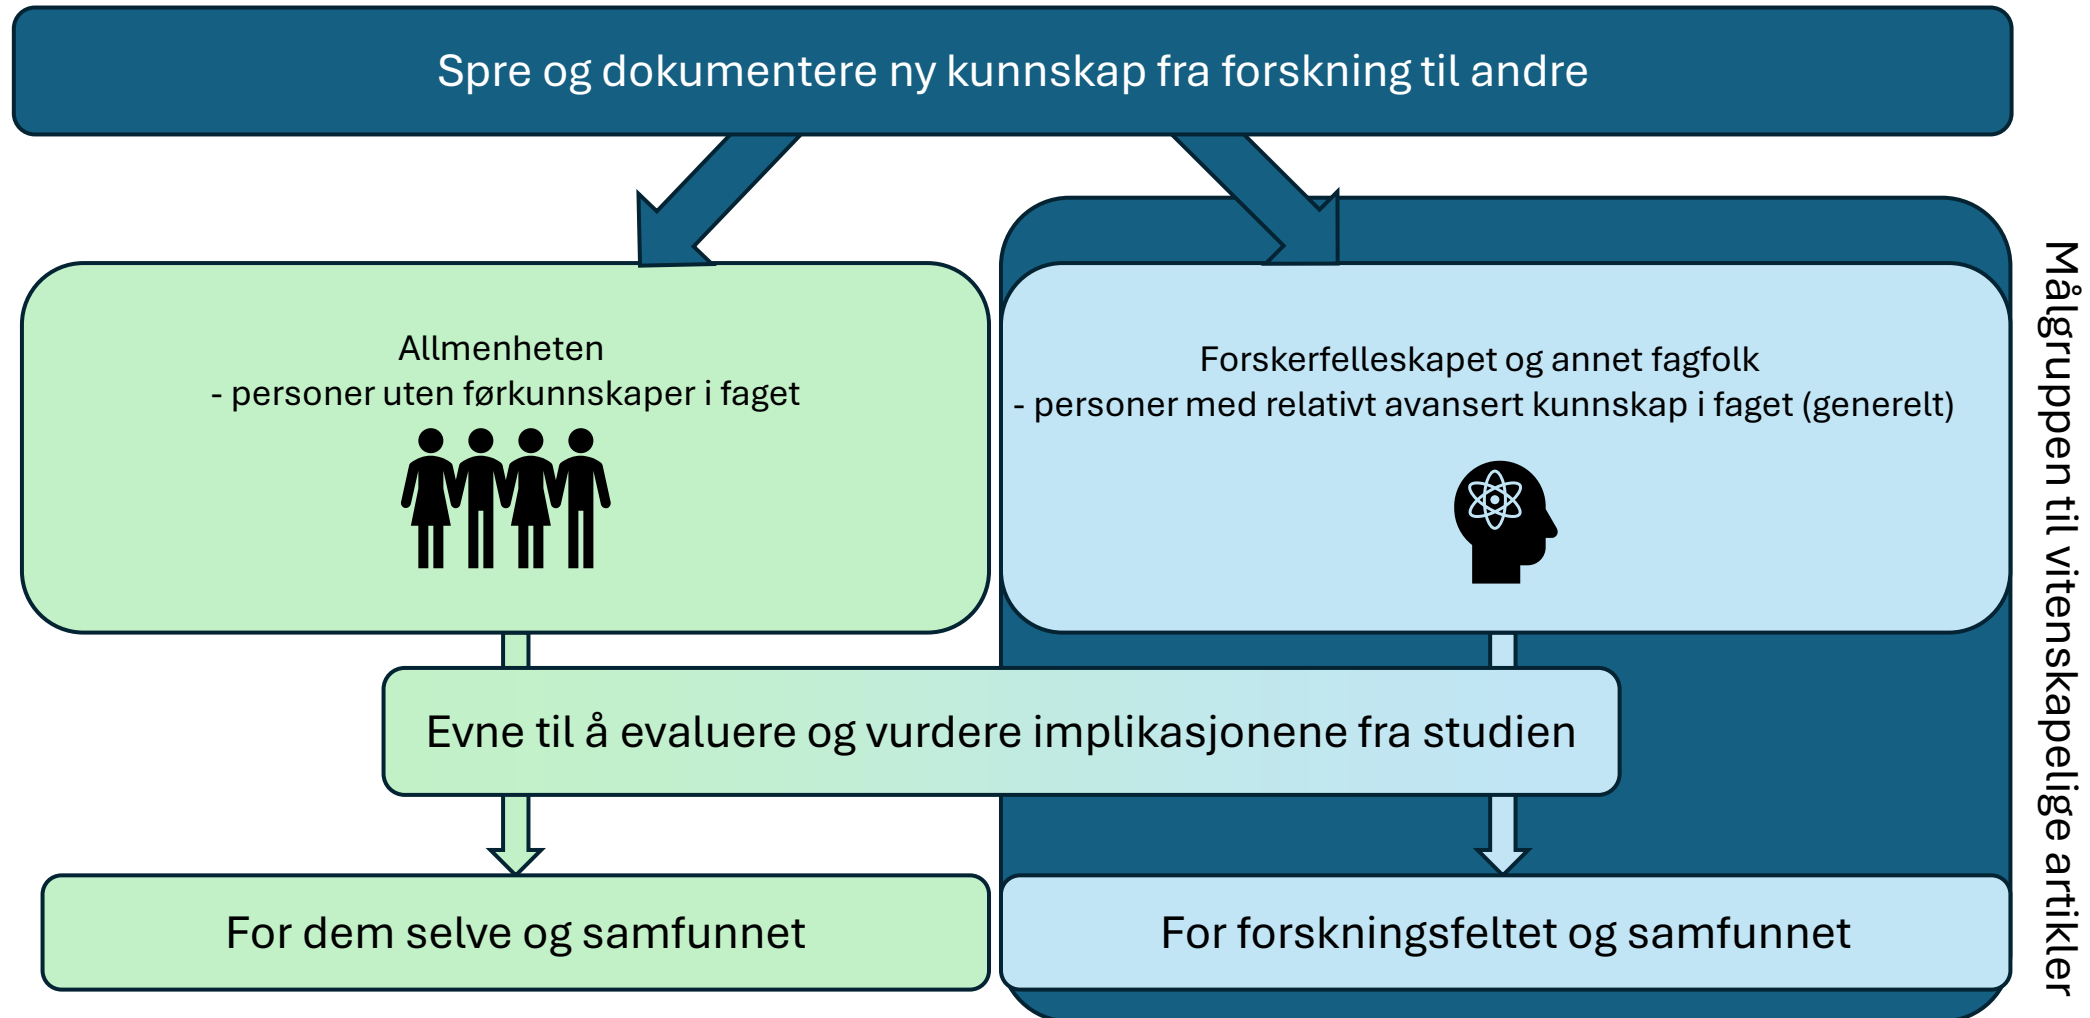 Spre og dokumentere ny kunnskap fra forskning til andre
Allmenheten
- personer uten førkunnskaper i faget
Forskerfelleskapet og annet fagfolk
- personer med relativt avansert kunnskap i faget (generelt)
Evne til å evaluere og vurdere implikasjonene fra studien
For dem selve og samfunnet
For forskningsfeltet og samfunnet
Målgruppen til vitenskapelige artikler